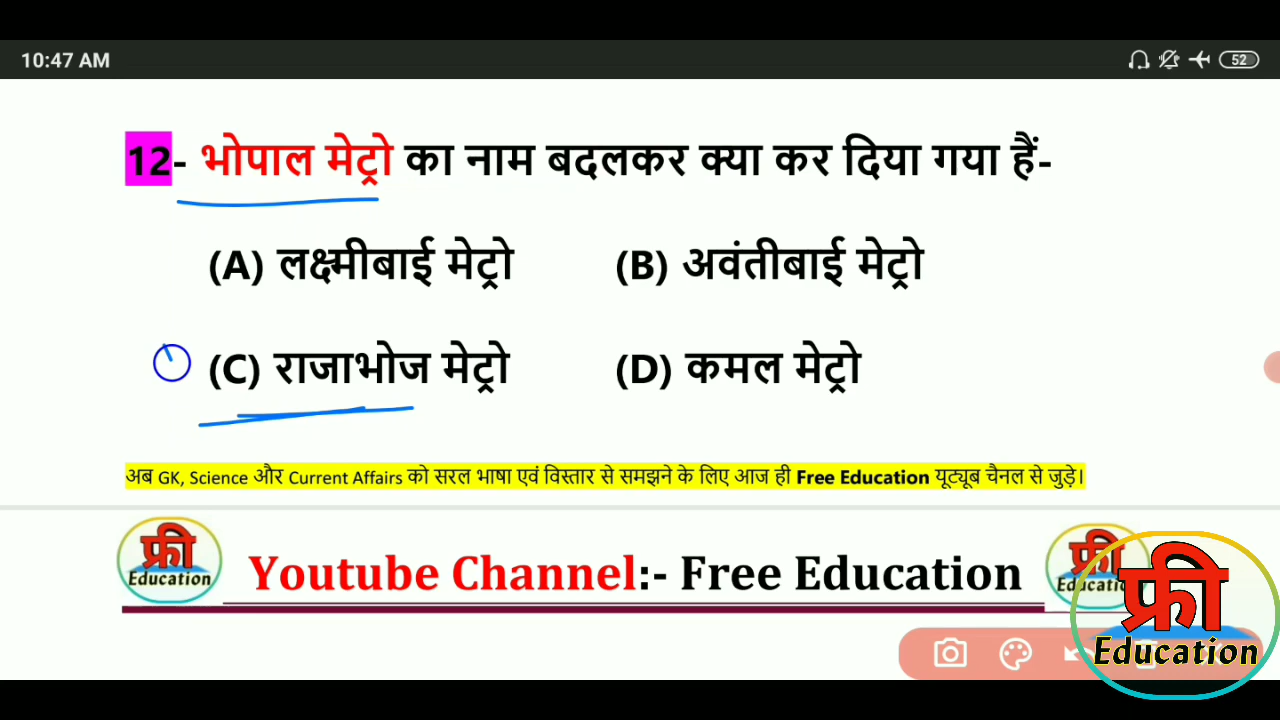 10:47 AM
52
12- भोपाल मेट्रो का नाम बदलकर क्या कर दिया गया हैं-
(A) लक्ष्मीबाई मेट्रो (B) अवंतीबाई मेट्रो
(C) राजाभोज मेट्रो (D) कमल मेट्रो
अब GK, Science और Current Affairs को सरल भाषा एवं विस्तार से समझने के लिए आज ही Free Education यूट्यूब चैनल से जुड़े।
फ्री
Education
Youtube Channel:- Free Education
फ्री
Educatio
फ्री
Education